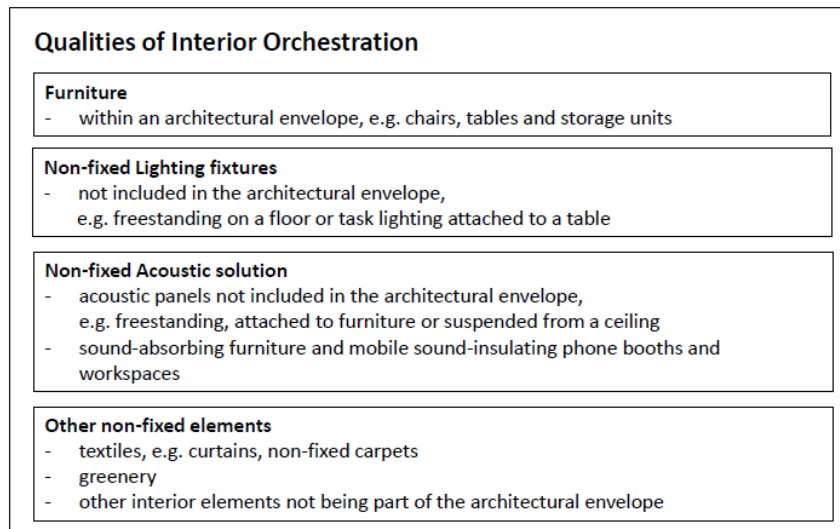 Qualities of Interior Orchestration
Furniture
- within an architectural envelope, e.g. chairs, tables and storage units
Non-fixed Lighting fixtures
- not included in the architectural envelope,
e.g. freestanding on a floor or task lighting attached to a table
Non-fixed Acoustic solution
- acoustic panels not included in the architectural envelope,
e.g. freestanding, attached to furniture or suspended from a ceiling
- sound-absorbing furniture and mobile sound-insulating phone booths and
workspaces
Other non-fixed elements
- textiles, e.g. curtains, non-fixed carpets
- greenery
- other interior elements not being part of the architectural envelope